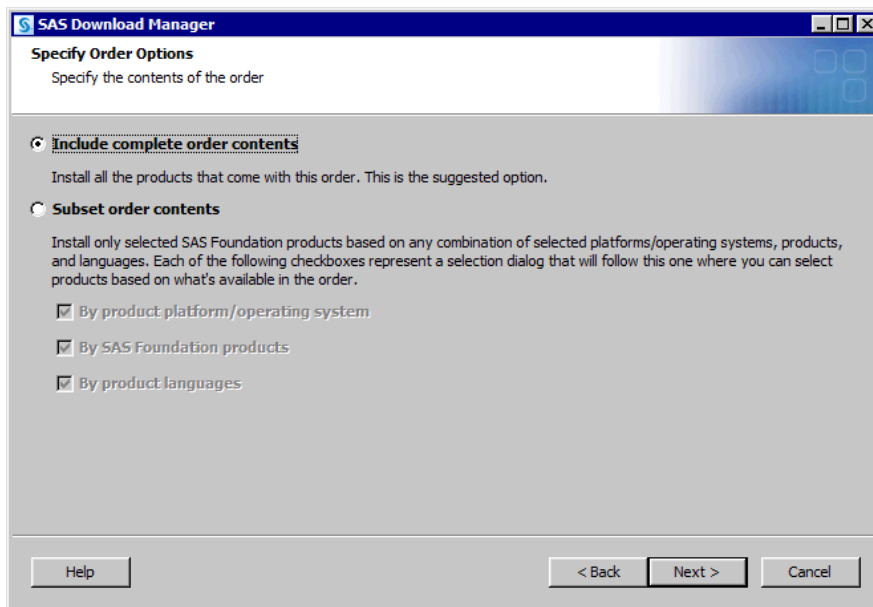 SAS Download Manager
Specify Order Options
Specify the contents of the order
Include complete order contents
Install all the products that come with this order. This is the suggested option.
Subset order contents
Install only selected SAS Foundation products based on any combination of selected platforms/operating systems, products,
and languages. Each of the following checkboxes represent a selection dialog that will follow this one where you can select
products based on what's available in the order.
By product platform/operating system
By SAS Foundation products
By product languages
Help
< Back
Next >
Cancel